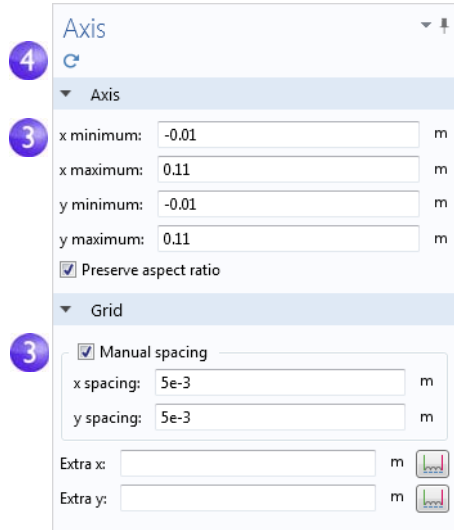 Axis
4
Axis
3
x minimum: -0.01 m
x maximum: 0.11 m
y minimum: -0.01 m
y maximum: 0.11 m
Preserve aspect ratio
Grid
3
Manual spacing
x spacing: 5e-3 m
y spacing: 5e-3 m
Extra x: m
Extra y: m